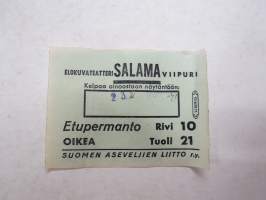 ELOKUVATEATTERI SALAMA VIIPURI
Kelpaa ainoastaan näytäntöön:
Etupermanto Rivi 10
OIKEA Tuoli 21
SUOMEN ASEVELJIEN LIITTO r.y.